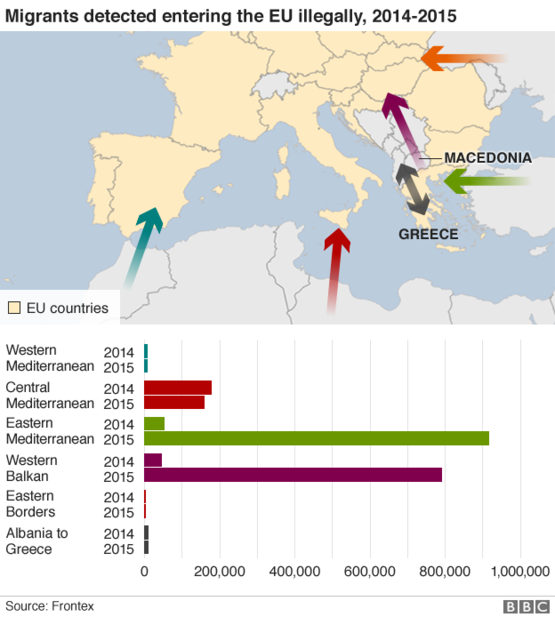 Migrants detected entering the EU illegally, 2014-2015
MACEDONIA
GREECE
EU countries
Western 2014
Mediterranean 2015
Central 2014
Mediterranean 2015
Eastern 2014
Mediterranean 2015
Western 2014
Balkan 2015
Eastern 2014
Borders 2015
Albania to 2014
Greece 2015
0 200,000 400,000 600,000 800,000 1,000,000
Source: Frontex BBC